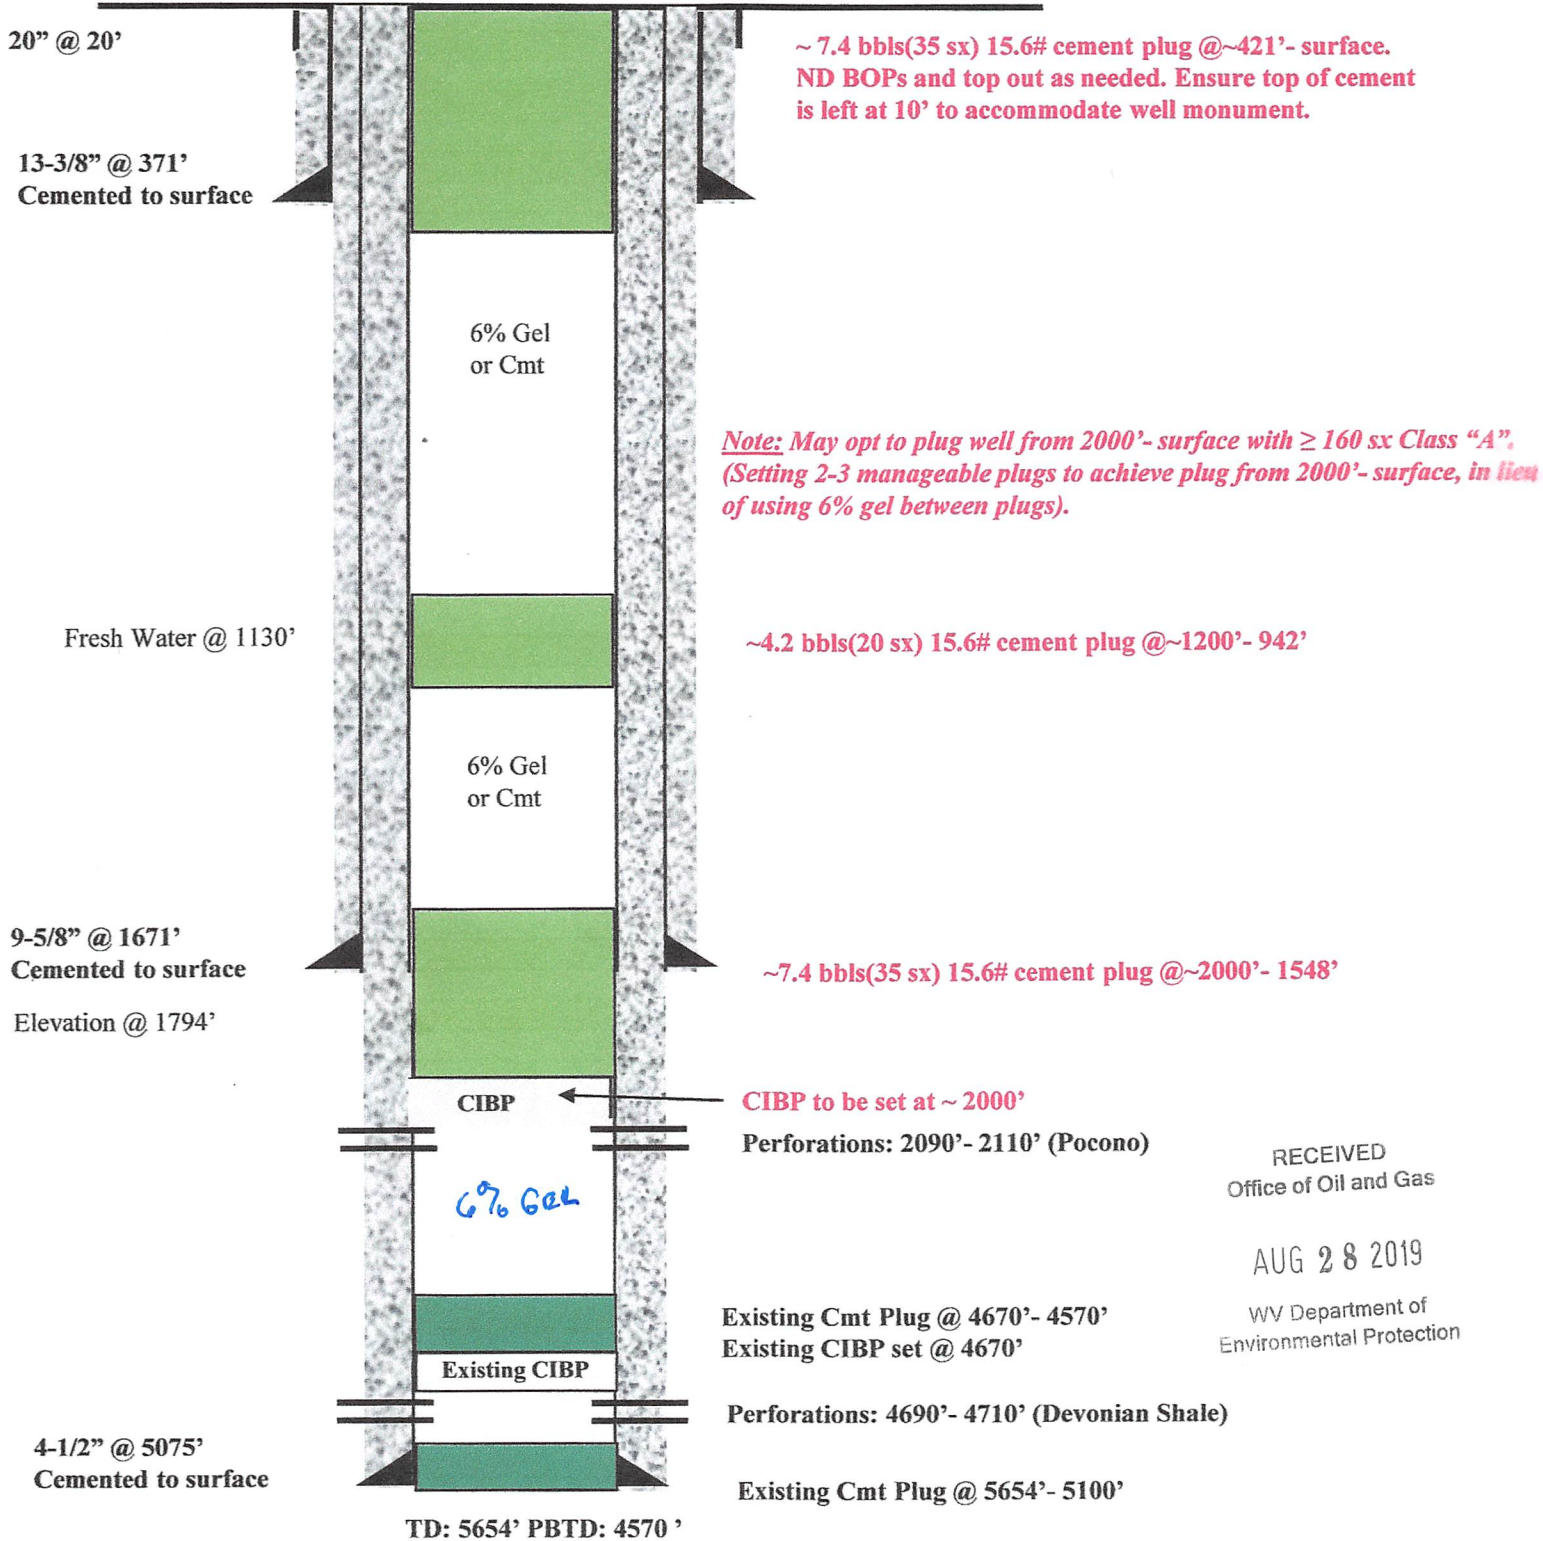 20” @ 20’
~ 7.4 bbls(35 sx) 15.6# cement plug @~421’- surface.
ND BOPs and top out as needed. Ensure top of cement
is left at 10’ to accommodate well monument.
13-3/8” @ 371’
Cemented to surface
6% Gel
or Cmt
Note: May opt to plug well from 2000’- surface with ≥ 160 sx Class “A”.
(Setting 2-3 manageable plugs to achieve plug from 2000’- surface, in lieu
of using 6% gel between plugs).
Fresh Water @ 1130’
~4.2 bbls(20 sx) 15.6# cement plug @~1200’- 942’
6% Gel
or Cmt
9-5/8” @ 1671’
Cemented to surface
~7.4 bbls(35 sx) 15.6# cement plug @~2000’- 1548’
Elevation @ 1794’
CIBP
CIBP to be set at ~ 2000’
Perforations: 2090’- 2110’ (Pocono)
RECEIVED
Office of Oil and Gas
6% GEL
AUG 28 2019
WV Department of
Environmental Protection
Existing Cmt Plug @ 4670’- 4570’
Existing CIBP set @ 4670’
Existing CIBP
Perforations: 4690’- 4710’ (Devonian Shale)
4-1/2” @ 5075’
Cemented to surface
Existing Cmt Plug @ 5654’- 5100’
TD: 5654’ PBTD: 4570 ’